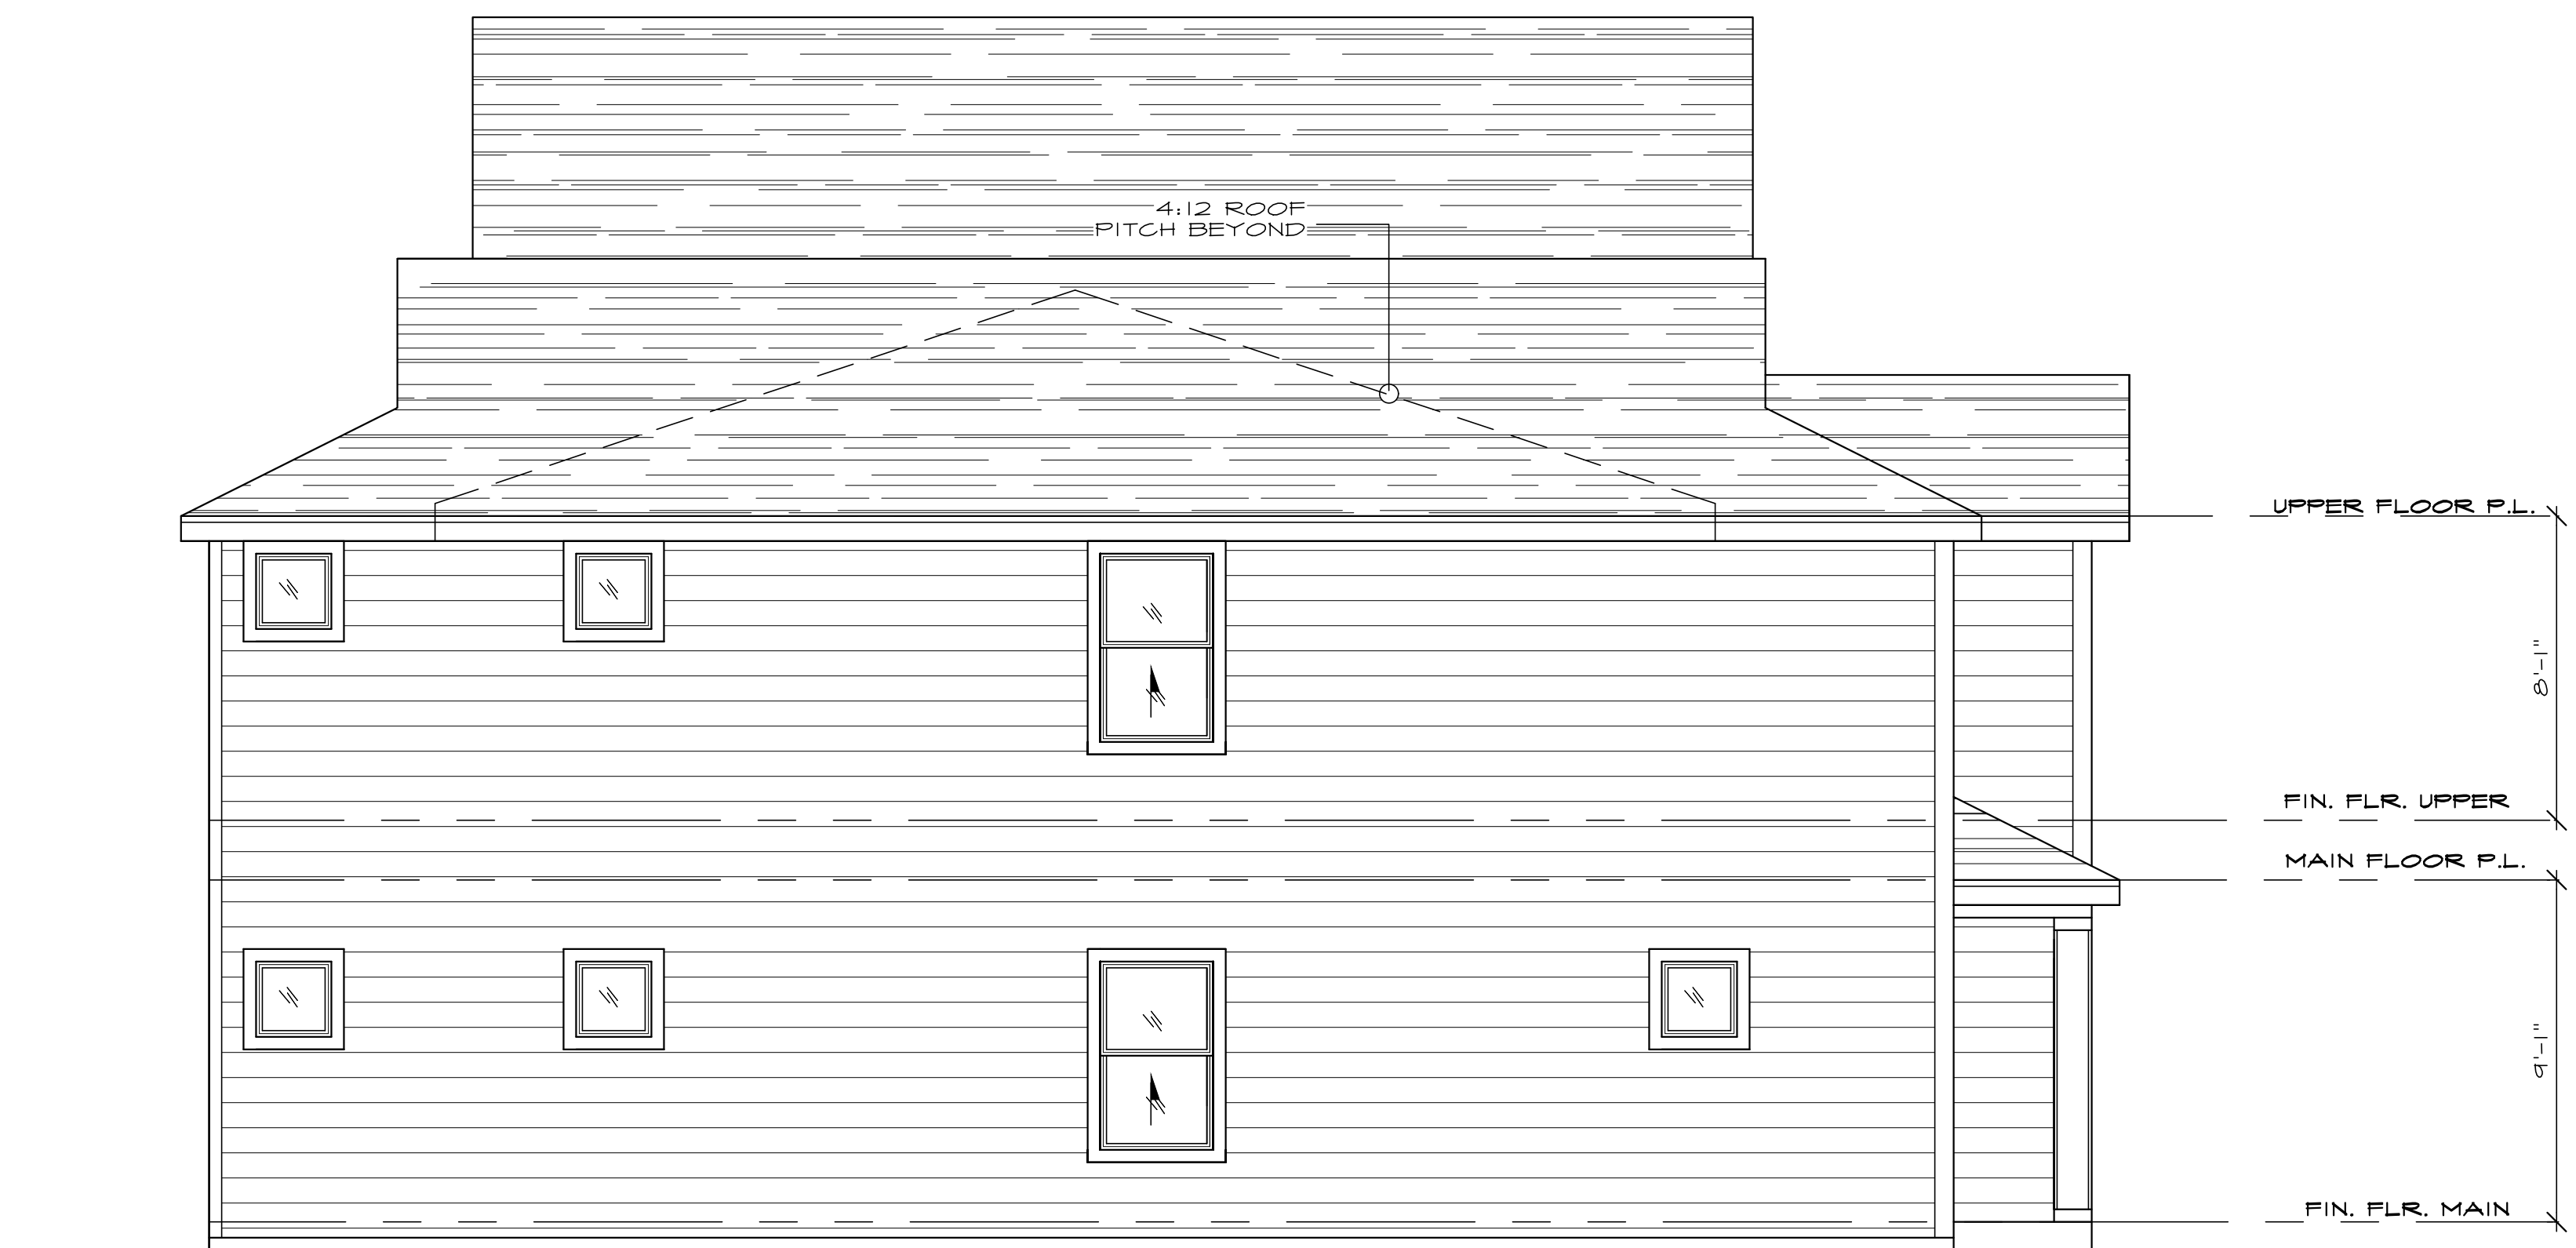 4:12 ROOF
PITCH BEYOND
UPPER FLOOR P.L.
8'-1"
FIN. FLR. UPPER
MAIN FLOOR P.L.
9'-1"
FIN. FLR. MAIN